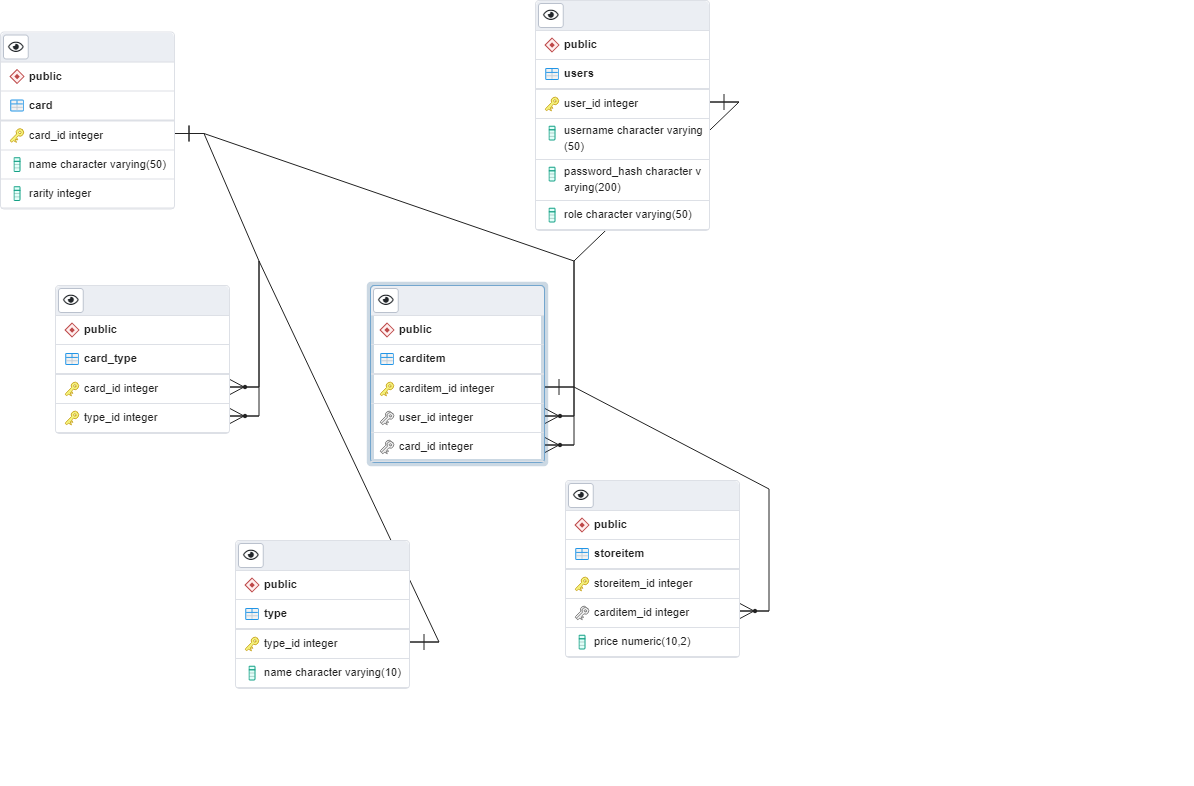 public
card
card_id integer
name character varying(50)
rarity integer
public
users
user_id integer
username character varying
(50)
password_hash character v
arying(200)
role character varying(50)
public
card_type
card_id integer
type_id integer
public
carditem
carditem_id integer
user_id integer
card_id integer
public
type
type_id integer
name character varying(10)
public
storeitem
storeitem_id integer
carditem_id integer
price numeric(10,2)